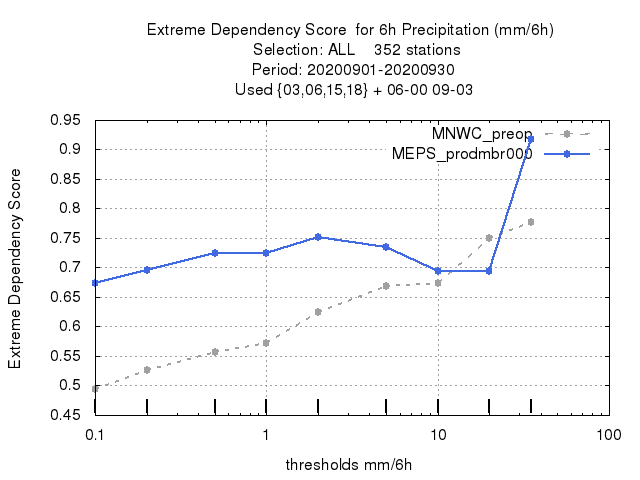 Extreme Dependency Score  for 6h Precipitation (mm/6h)
Selection: ALL    352 stations
Period: 20200901-20200930
Used {03,06,15,18} + 06-00 09-03
MNWC_preop
MEPS_prodmbr000
Extreme Dependency Score
0.95
0.9
0.85
0.8
0.75
0.7
0.65
0.6
0.55
0.5
0.45
0.1
1
10
100
thresholds mm/6h